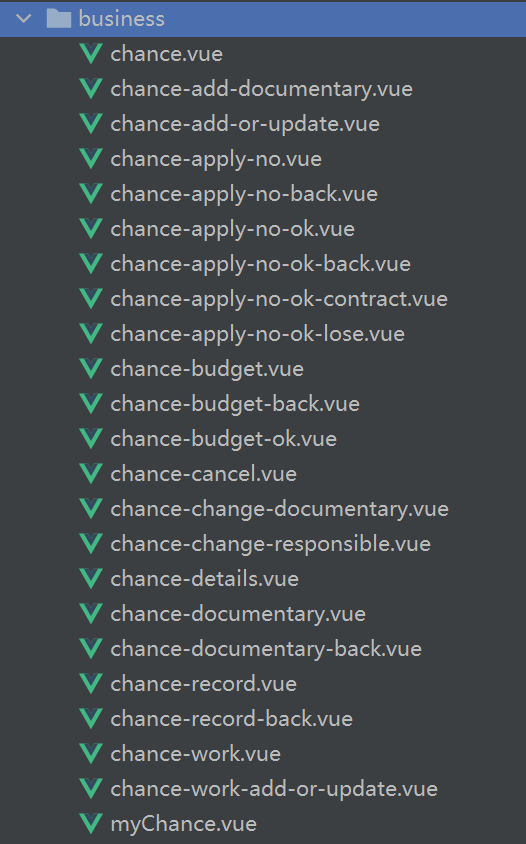 business
chance.vue
chance-add-documentary.vue
chance-add-or-update.vue
chance-apply-no.vue
chance-apply-no-back.vue
chance-apply-no-ok.vue
chance-apply-no-ok-back.vue
chance-apply-no-ok-contract.vue
chance-apply-no-ok-lose.vue
chance-budget.vue
chance-budget-back.vue
chance-budget-ok.vue
chance-cancel.vue
chance-change-documentary.vue
chance-change-responsible.vue
chance-details.vue
chance-documentary.vue
chance-documentary-back.vue
chance-record.vue
chance-record-back.vue
chance-work.vue
chance-work-add-or-update.vue
myChance.vue